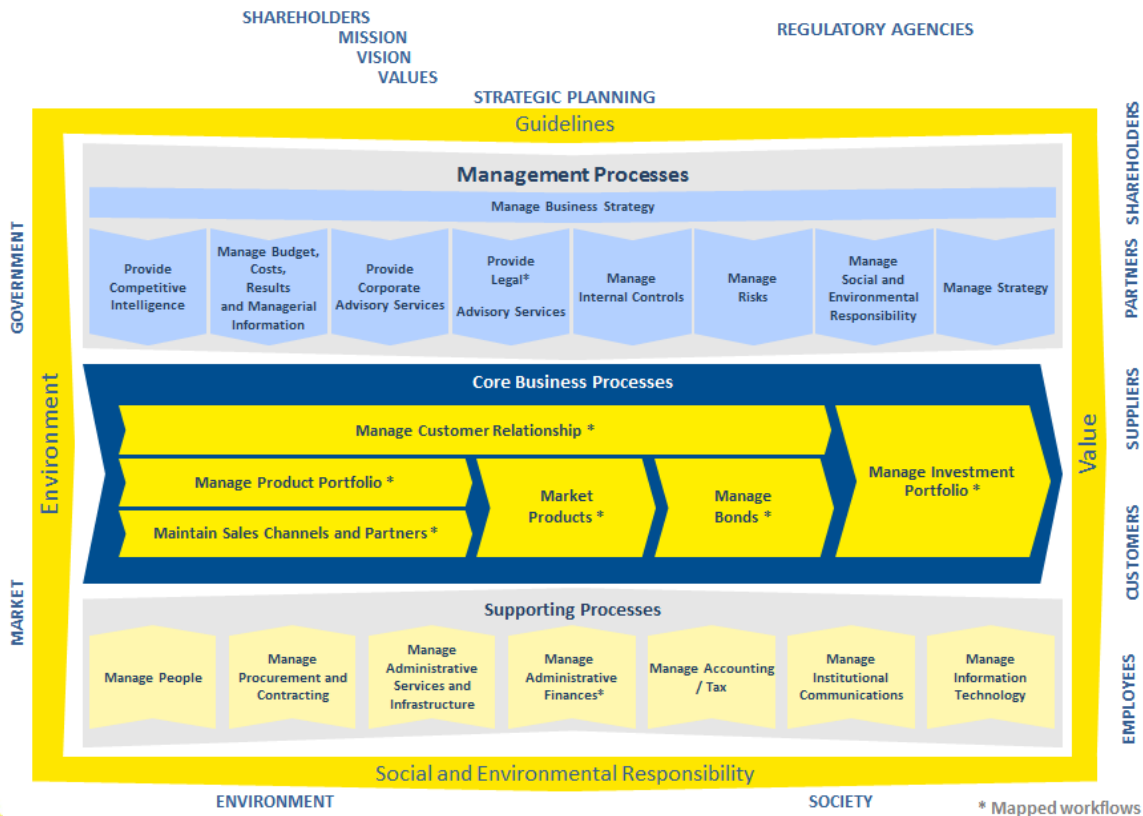 SHAREHOLDERS
MISSION
VISION
VALUES
REGULATORY AGENCIES
STRATEGIC PLANNING
Guidelines
Management Processes
Manage Business Strategy
Provide
Competitive
Intelligence
Manage Budget,
Costs,
Results
and Managerial
Information
Provide
Corporate
Advisory Services
Provide
Legal*
Advisory Services
Manage
Internal Controls
Manage
Risks
Manage
Social and
Environmental
Responsibility
Manage Strategy
GOVERNMENT
MARKET
Environment
Core Business Processes
Manage Customer Relationship *
Manage Product Portfolio *
Maintain Sales Channels and Partners *
Market
Products *
Manage
Bonds *
Manage Investment
Portfolio *
Value
SHAREHOLDERS
PARTNERS
SUPPLIERS
CUSTOMERS
EMPLOYEES
Supporting Processes
Manage People
Manage
Procurement and
Contracting
Manage
Administrative
Services and
Infrastructure
Manage
Administrative
Finances*
Manage Accounting
/ Tax
Manage
Institutional
Communications
Manage
Information
Technology
Social and Environmental Responsibility
ENVIRONMENT
SOCIETY
* Mapped workflows